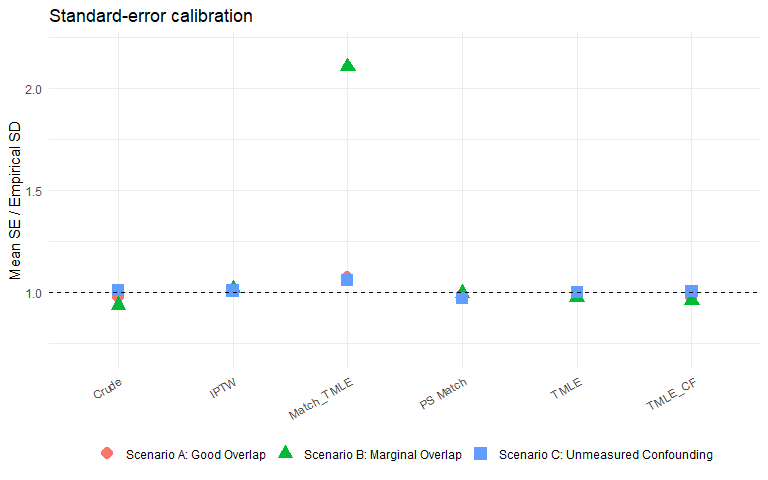 Standard-error calibration
Mean SE / Empirical SD
2.0
1.5
1.0
Crude
IPTW
Match_TMLE
PS Match
TMLE
TMLE_CF
Scenario A: Good Overlap
Scenario B: Marginal Overlap
Scenario C: Unmeasured Confounding